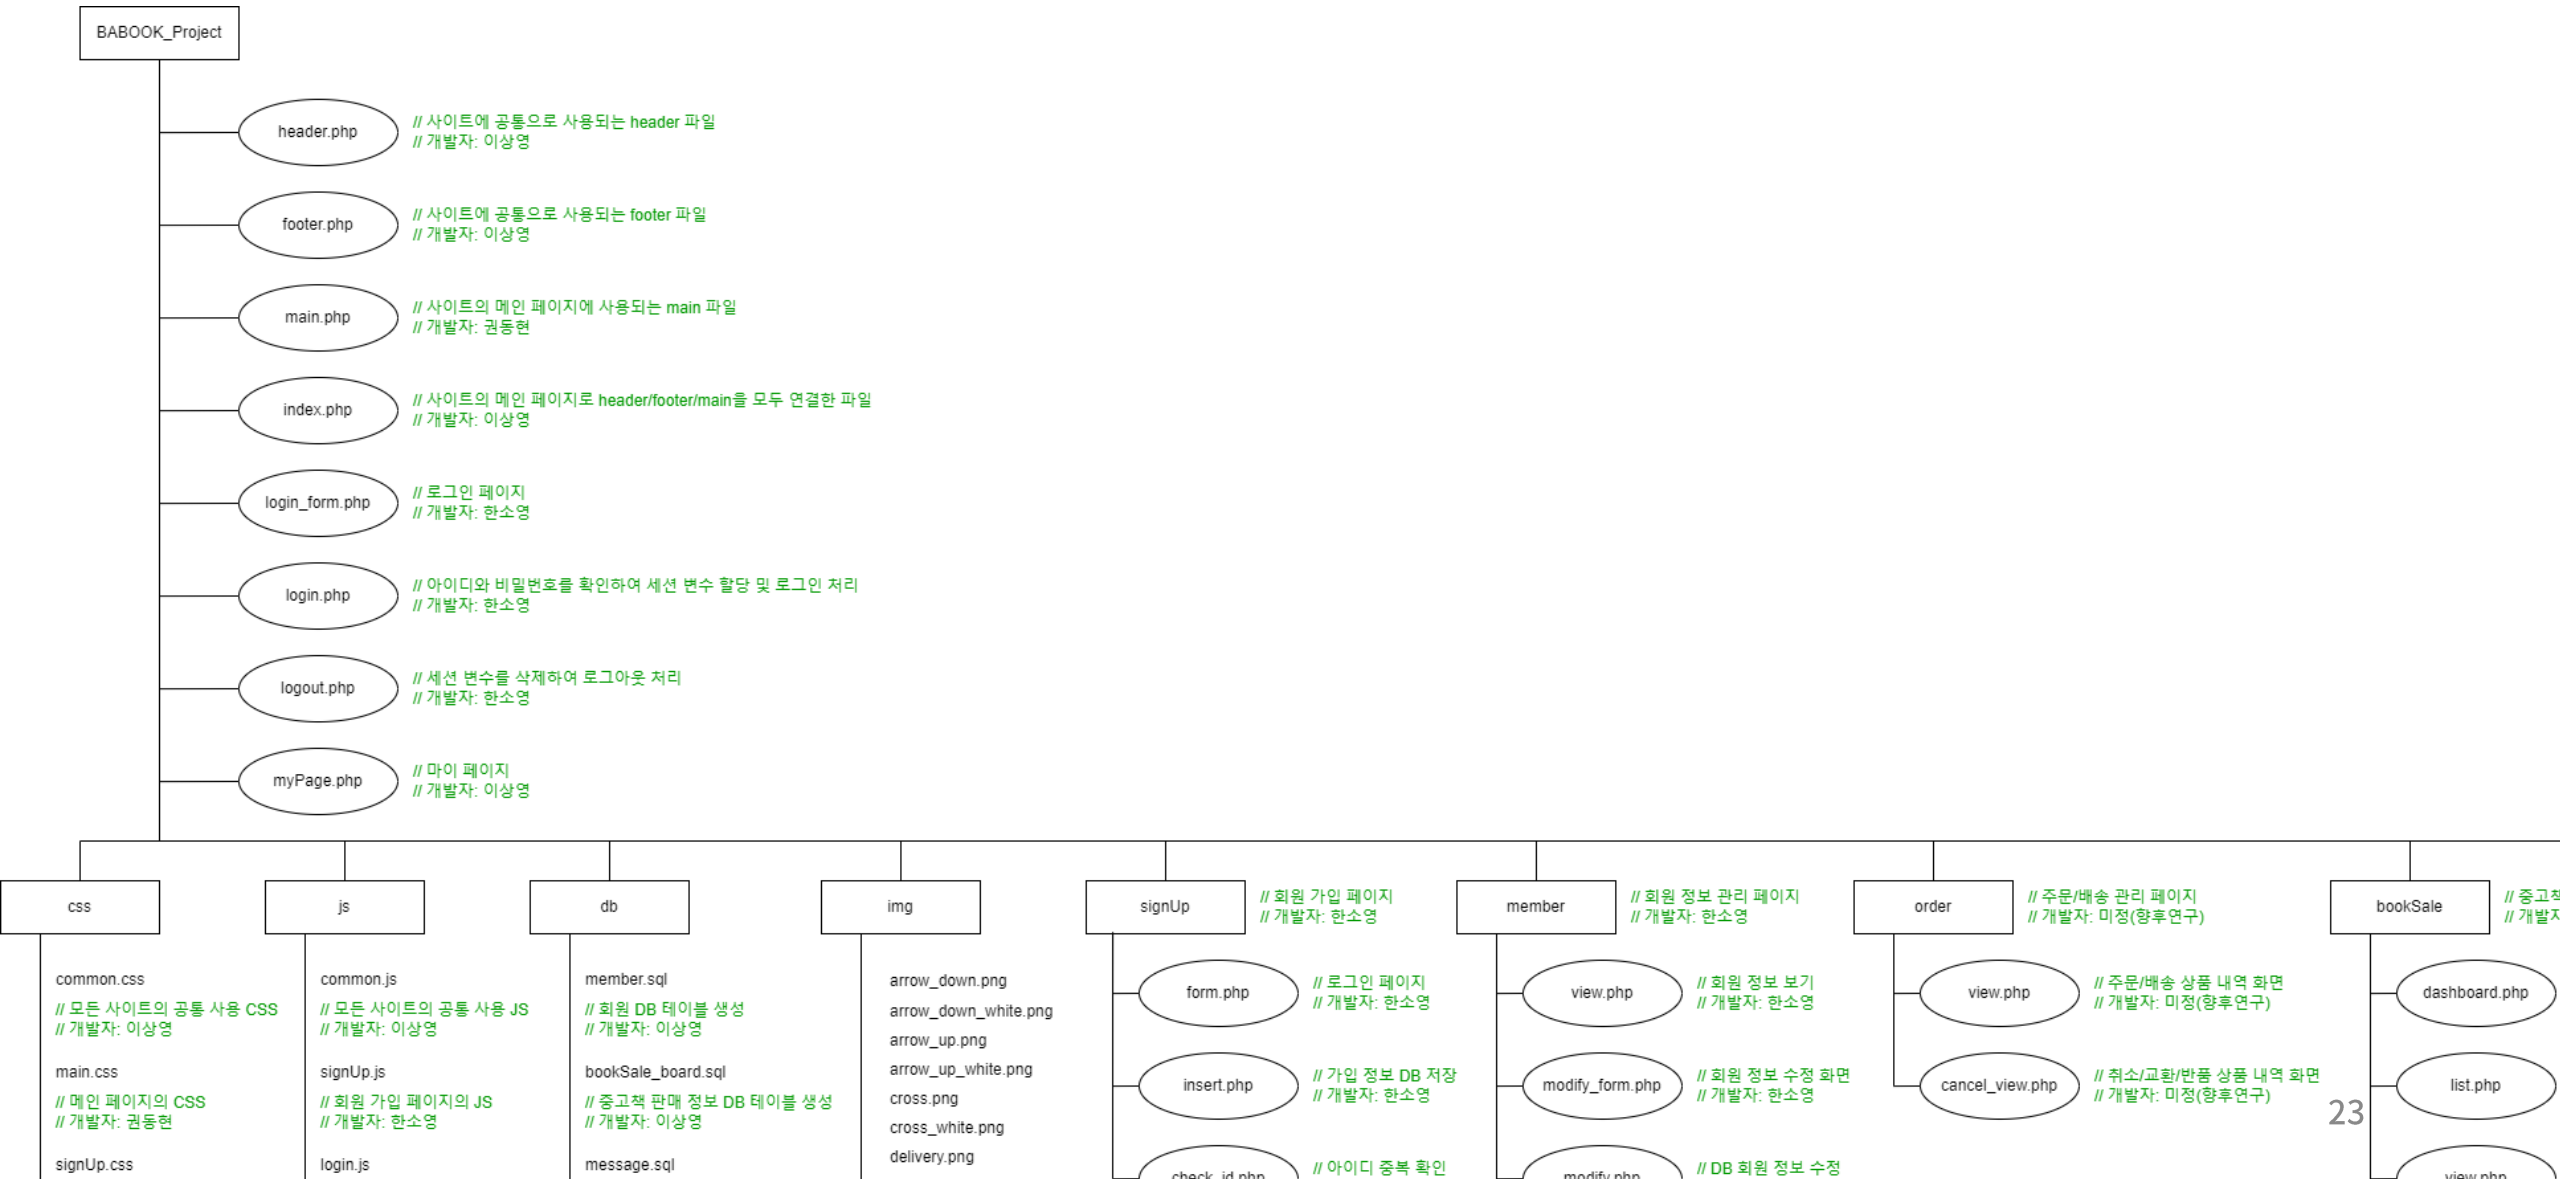 BABOOK_Project
header.php
// 사이트에 공통으로 사용되는 header 파일
// 개발자: 이상영
footer.php
// 사이트에 공통으로 사용되는 footer 파일
// 개발자: 이상영
main.php
// 사이트의 메인 페이지에 사용되는 main 파일
// 개발자: 권동현
index.php
// 사이트의 메인 페이지로 header/footer/main을 모두 연결한 파일
// 개발자: 이상영
login_form.php
// 로그인 페이지
// 개발자: 한소영
login.php
// 아이디와 비밀번호를 확인하여 세션 변수 할당 및 로그인 처리
// 개발자: 한소영
logout.php
// 세션 변수를 삭제하여 로그아웃 처리
// 개발자: 한소영
myPage.php
// 마이 페이지
// 개발자: 이상영
css
common.css
// 모든 사이트의 공통 사용 CSS
// 개발자: 이상영
main.css
// 메인 페이지의 CSS
// 개발자: 권동현
signUp.css
js
common.js
// 모든 사이트의 공통 사용 JS
// 개발자: 이상영
signUp.js
// 회원 가입 페이지의 JS
// 개발자: 한소영
login.js
db
member.sql
// 회원 DB 테이블 생성
// 개발자: 이상영
bookSale_board.sql
// 중고책 판매 정보 DB 테이블 생성
// 개발자: 이상영
message.sql
img
arrow_down.png
arrow_down_white.png
arrow_up.png
arrow_up_white.png
cross.png
cross_white.png
delivery.png
signUp
// 회원 가입 페이지
// 개발자: 한소영
form.php
// 로그인 페이지
// 개발자: 한소영
insert.php
// 가입 정보 DB 저장
// 개발자: 한소영
check_id.php
// 아이디 중복 확인
member
// 회원 정보 관리 페이지
// 개발자: 한소영
view.php
// 회원 정보 보기
// 개발자: 한소영
modify_form.php
// 회원 정보 수정 화면
// 개발자: 한소영
modify.php
// DB 회원 정보 수정
order
// 주문/배송 관리 페이지
// 개발자: 미정(향후연구)
view.php
// 주문/배송 상품 내역 화면
// 개발자: 미정(향후연구)
cancel_view.php
// 취소/교환/반품 상품 내역 화면
// 개발자: 미정(향후연구)
bookSale
// 중고책
// 개발자
dashboard.php
list.php
view.php
23